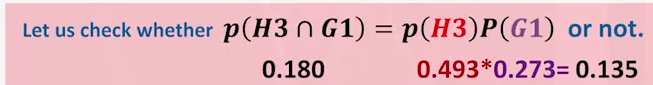 Let us check whether p(H3 ∩ G1) = p(H3)P(G1) or not.
0.180 0.493*0.273= 0.135